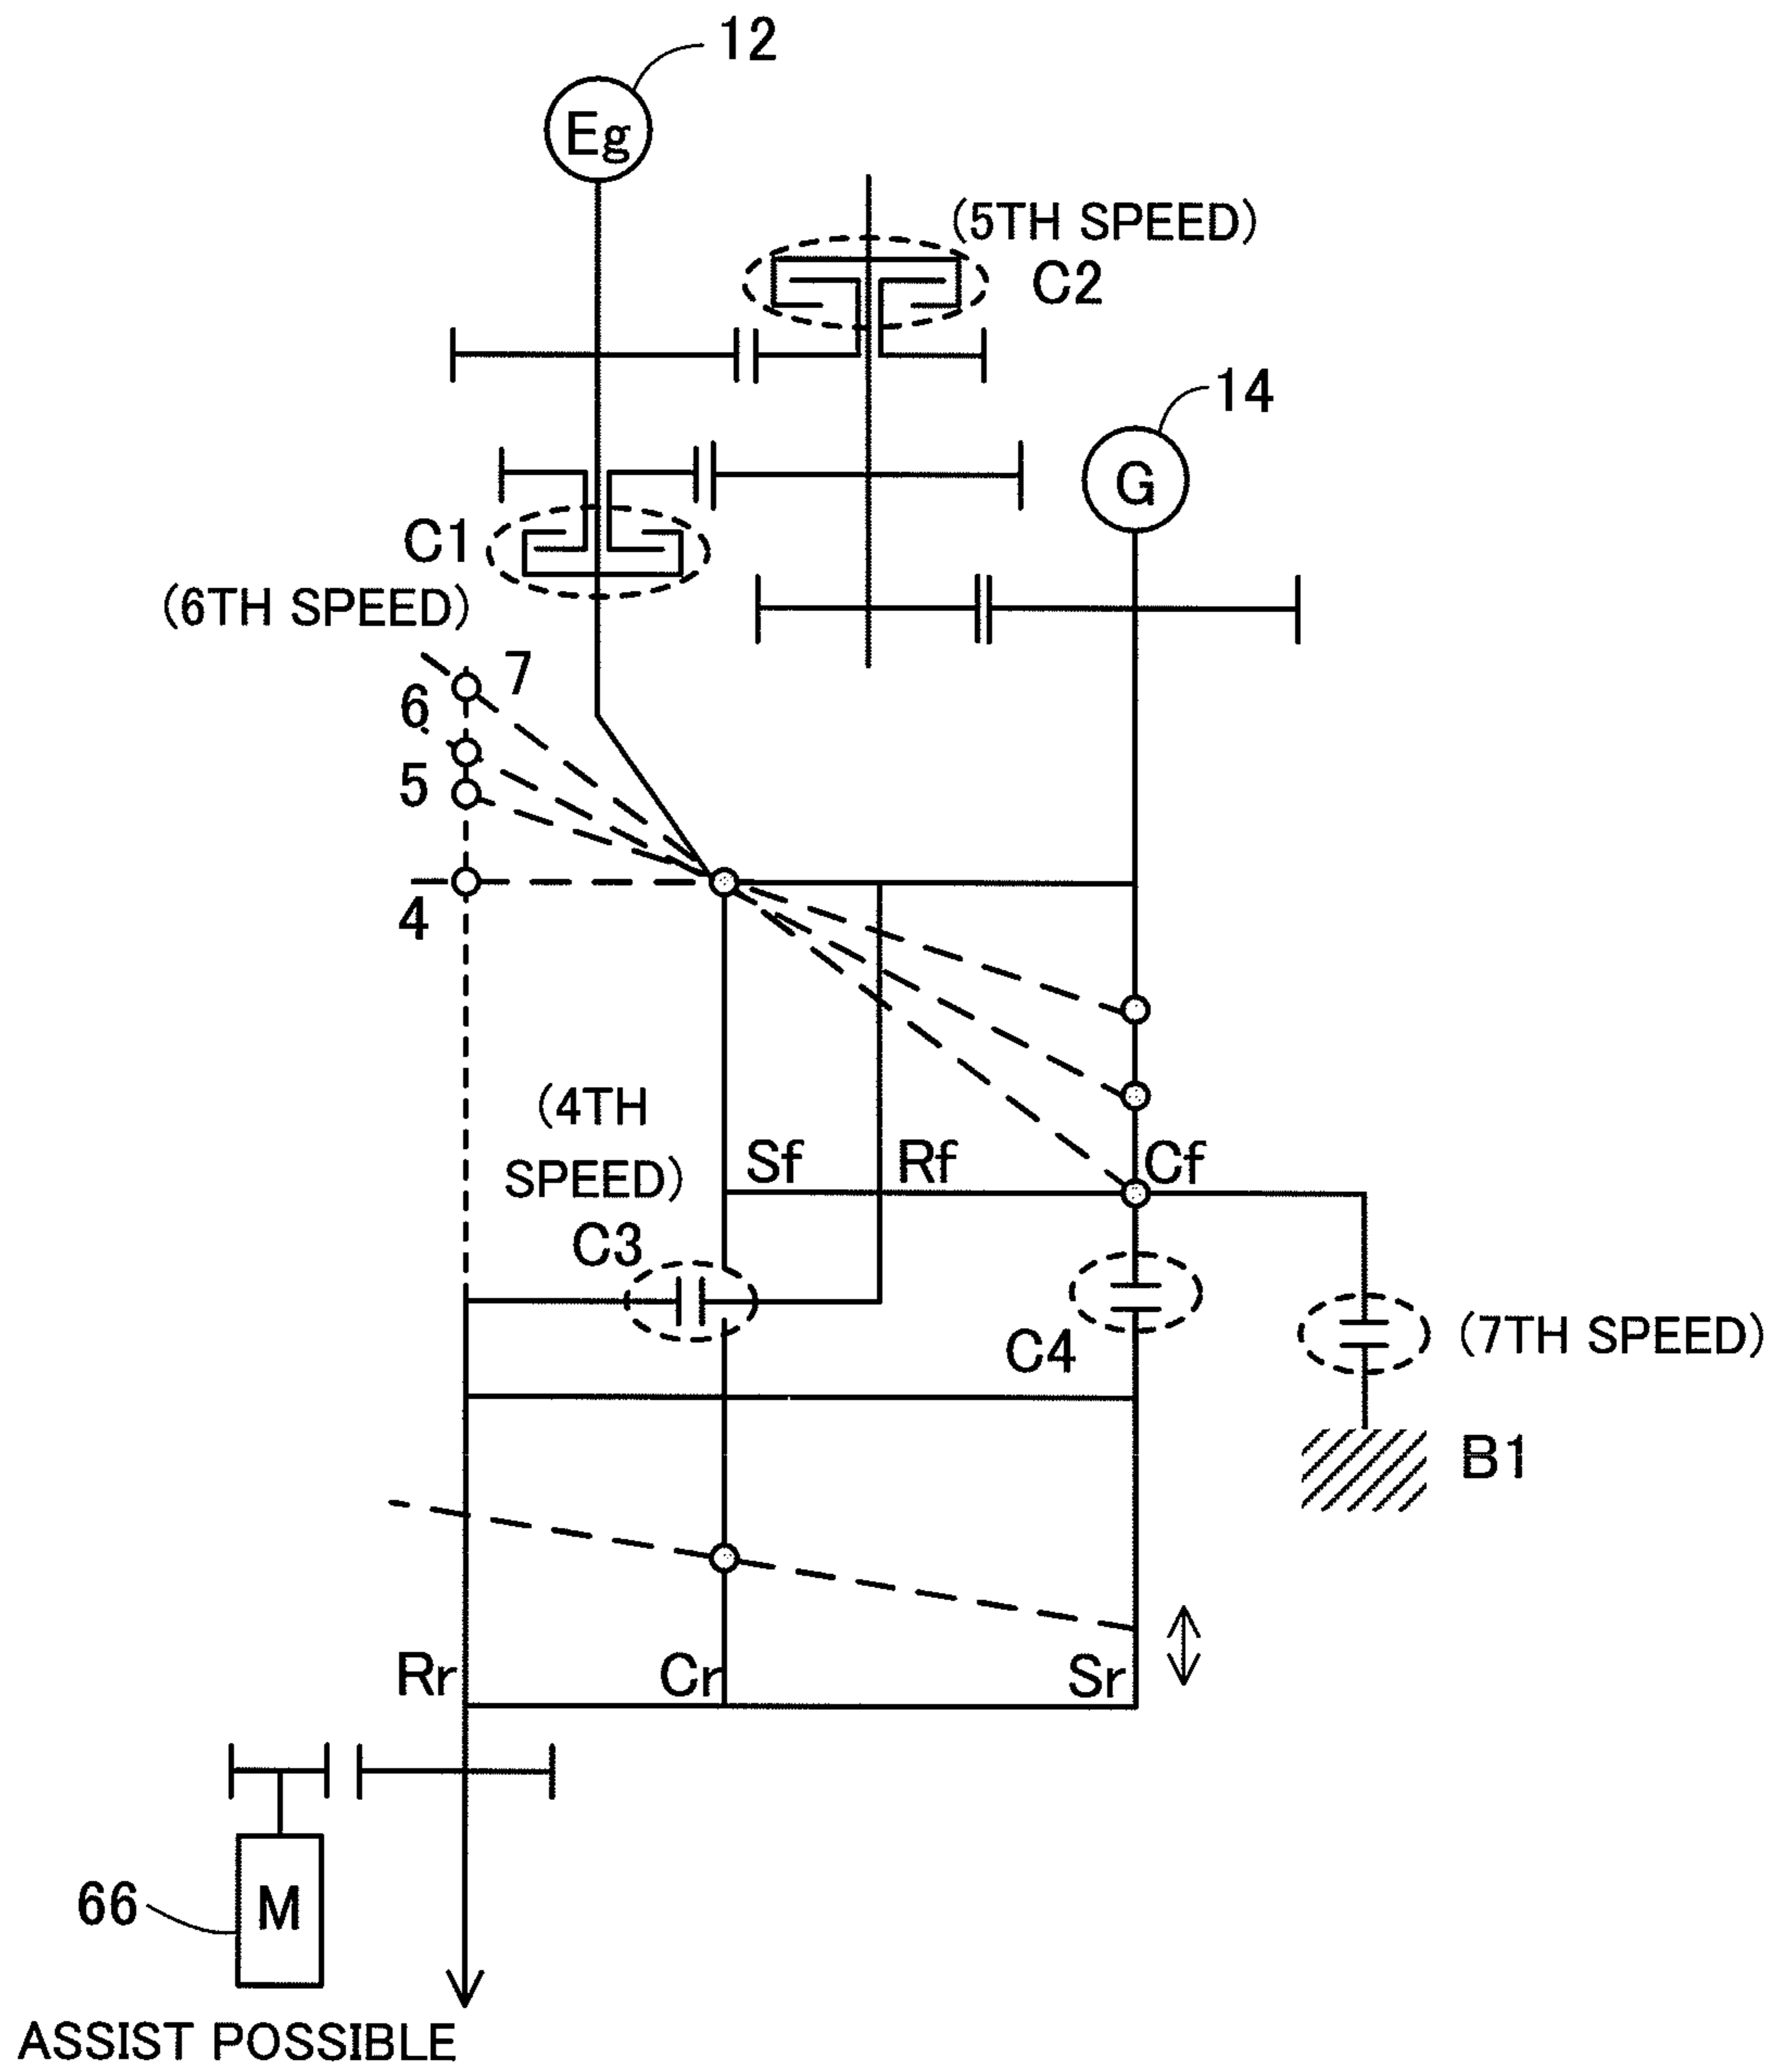 12
Eg
(5TH SPEED)
C2
14
G
C1
(6TH SPEED)
7
6
5
4
(4TH
SPEED)
Sf
Rf
Cf
C3
C4
(7TH SPEED)
B1
Rr
Cr
Sr
66
M
ASSIST POSSIBLE